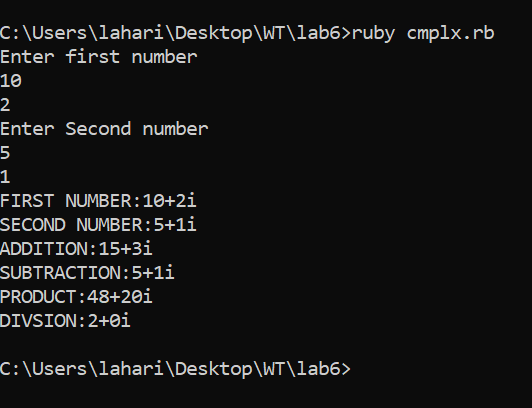 C:\Users\lahari\Desktop\WT\lab6>ruby cmplx.rb
Enter first number
10
2
Enter Second number
5
1
FIRST NUMBER:10+2i
SECOND NUMBER:5+1i
ADDITION:15+3i
SUBTRACTION:5+1i
PRODUCT:48+20i
DIVSION:2+0i
C:\Users\lahari\Desktop\WT\lab6>